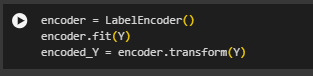 encoder = LabelEncoder()
encoder.fit(Y)
encoded_Y = encoder.transform(Y)